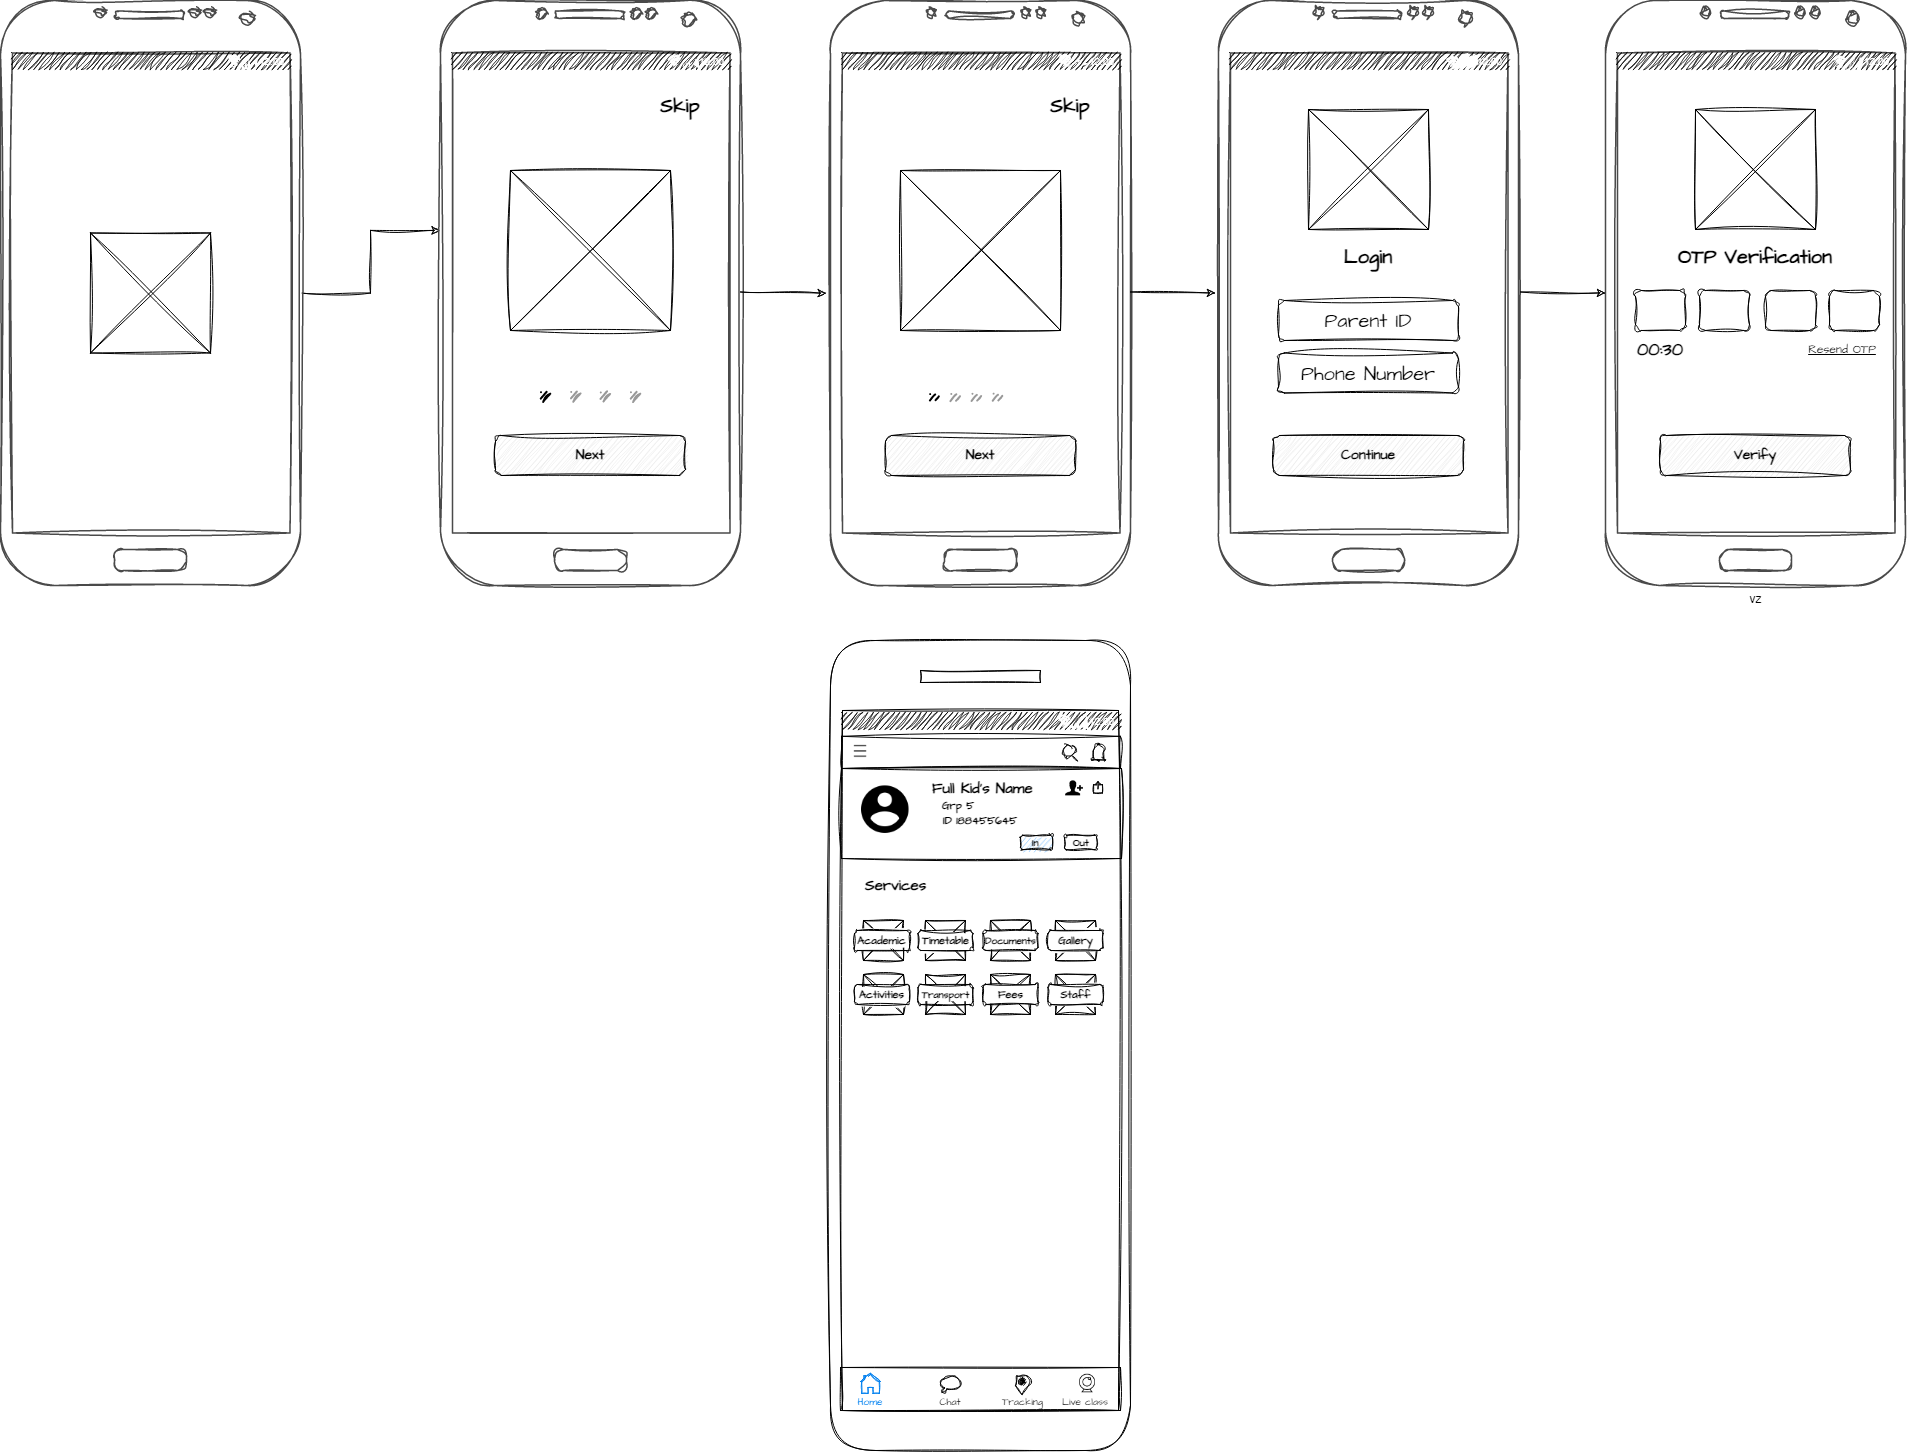 Skip
Next
Skip
Next
Login
Parent ID
Phone Number
Continue
OTP Verification
00:30
Resend OTP
Verify
VZ
Full Kid's Name
Grp 5
ID 188455645
In
Out
Services
Academic
Timetable
Documents
Gallery
Activities
Transport
Fees
Staff
Home
Chat
Tracking
Live class